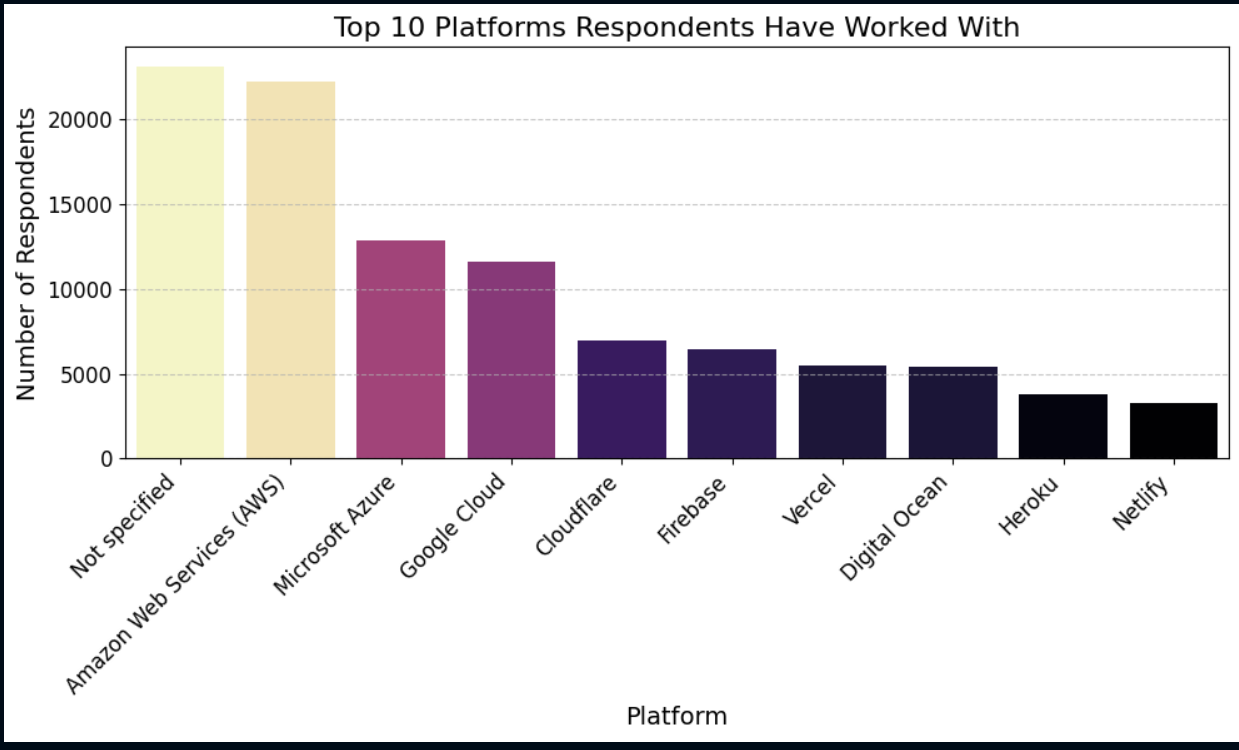 Top 10 Platforms Respondents Have Worked With
Number of Respondents
20000
15000
10000
5000
0
Not specified
Amazon Web Services (AWS)
Microsoft Azure
Google Cloud
Cloudflare
Firebase
Vercel
Digital Ocean
Heroku
Netlify
Platform